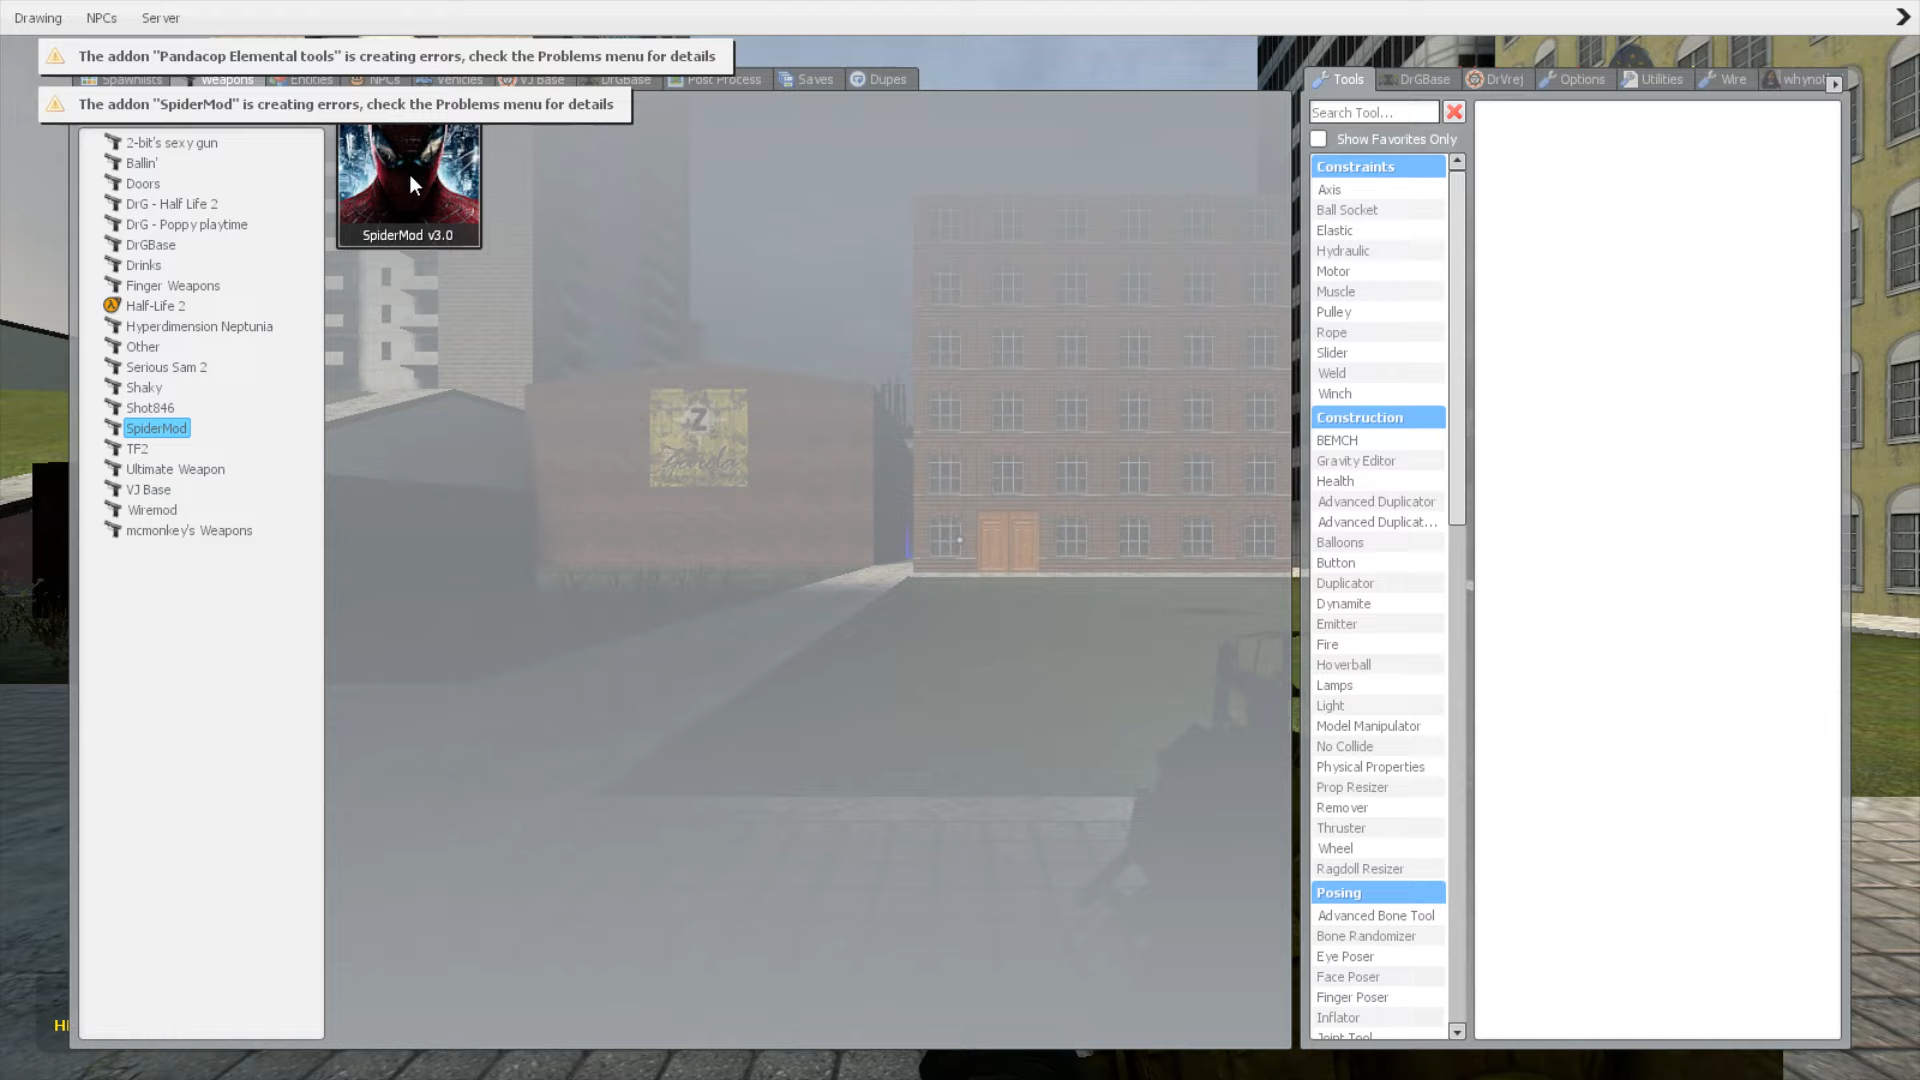 Drawing NPCs Server
The addon "Pandacop Elemental tools" is creating errors, check the Problems menu for details
Spawnlists Weapons Entities NPCs Vehicles VJ Base DrGBase Post Process Saves Dupes
The addon "SpiderMod" is creating errors, check the Problems menu for details
2-bit's sexy gun
Ballin'
Doors
DrG - Half Life 2
DrG - Poppy playtime
DrGBase
Drinks
Finger Weapons
Half-Life 2
Hyperdimension Neptunia
Other
Serious Sam 2
Shaky
Shot846
SpiderMod
TF2
Ultimate Weapon
VJ Base
Wiremod
mcmonkey's Weapons
SpiderMod v3.0
Z
Tools DrGBase DrVrej Options Utilities Wire
Search Tool...
Show Favorites Only
Constraints
Axis
Ball Socket
Elastic
Hydraulic
Motor
Muscle
Pulley
Rope
Slider
Weld
Winch
Construction
BEMCH
Gravity Editor
Health
Advanced Duplicator
Advanced Duplicat...
Balloons
Button
Duplicator
Dynamite
Emitter
Fire
Hoverball
Lamps
Light
Model Manipulator
No Collide
Physical Properties
Prop Resizer
Remover
Thruster
Wheel
Ragdoll Resizer
Posing
Advanced Bone Tool
Bone Randomizer
Eye Poser
Face Poser
Finger Poser
Inflator
Joint Tool